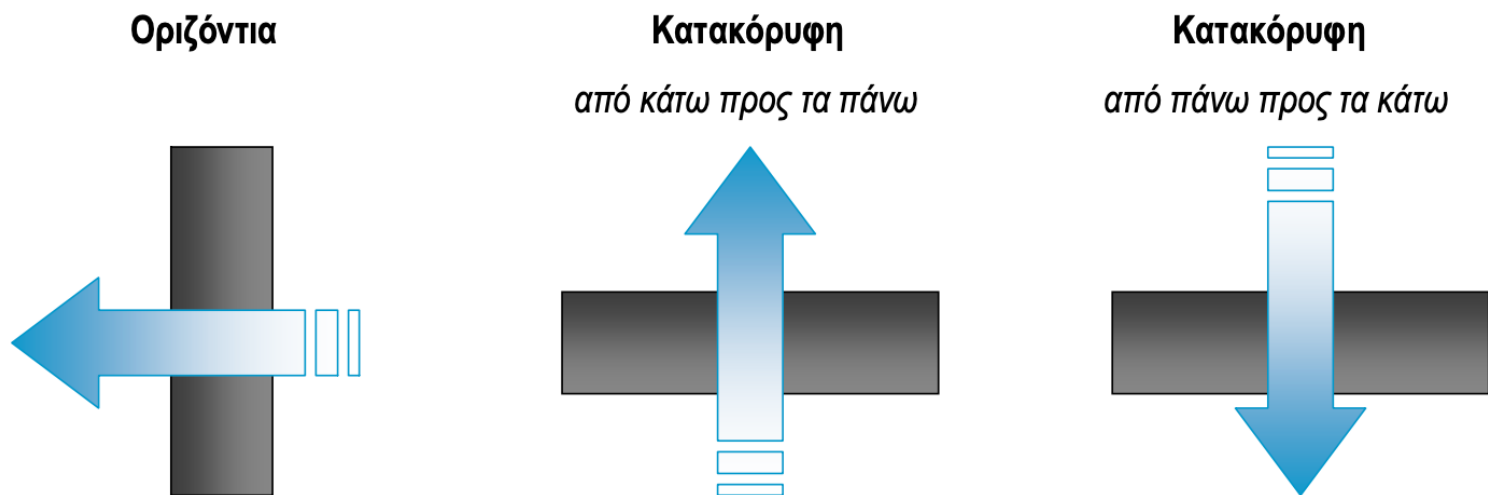 Οριζόντια
Κατακόρυφη
από κάτω προς τα πάνω
Κατακόρυφη
από πάνω προς τα κάτω